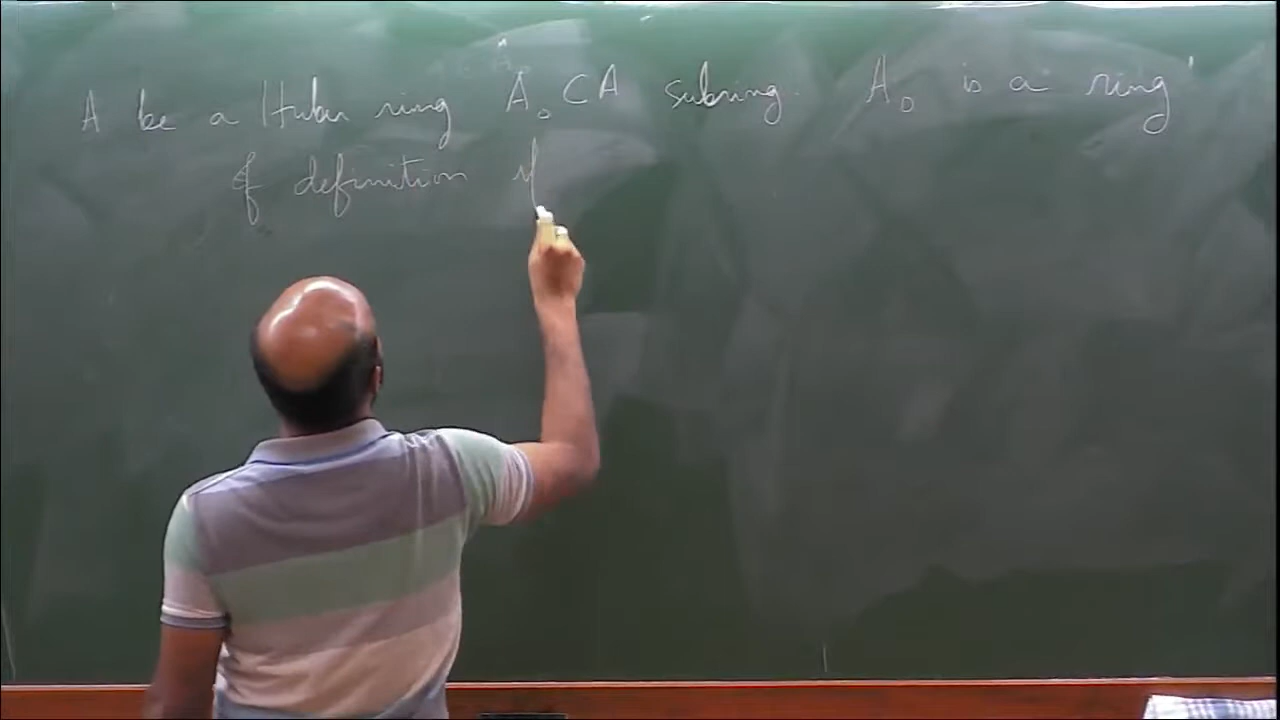 A be a Huber ring A₀ ⊂ A subring. A₀ is a ring
of definition if